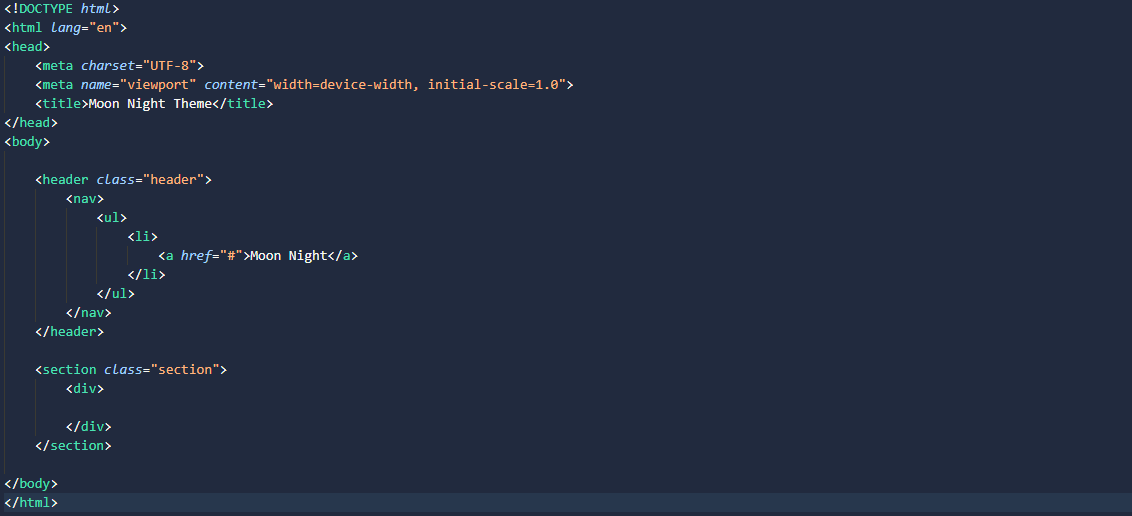 <!DOCTYPE html>
<html lang="en">
<head>
    <meta charset="UTF-8">
    <meta name="viewport" content="width=device-width, initial-scale=1.0">
    <title>Moon Night Theme</title>
</head>
<body>

    <header class="header">
        <nav>
            <ul>
                <li>
                    <a href="#">Moon Night</a>
                </li>
            </ul>
        </nav>
    </header>

    <section class="section">
        <div>

        </div>
    </section>

</body>
</html>